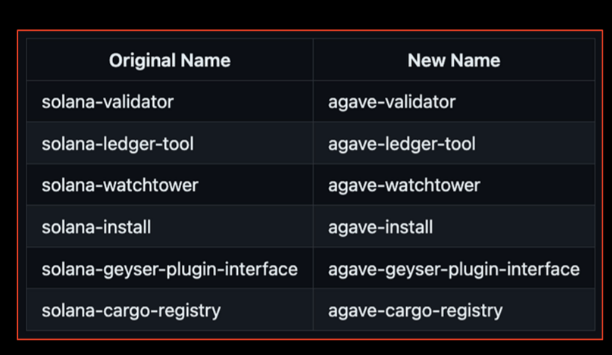 Original Name New Name
solana-validator agave-validator
solana-ledger-tool agave-ledger-tool
solana-watchtower agave-watchtower
solana-install agave-install
solana-geyser-plugin-interface agave-geyser-plugin-interface
solana-cargo-registry agave-cargo-registry